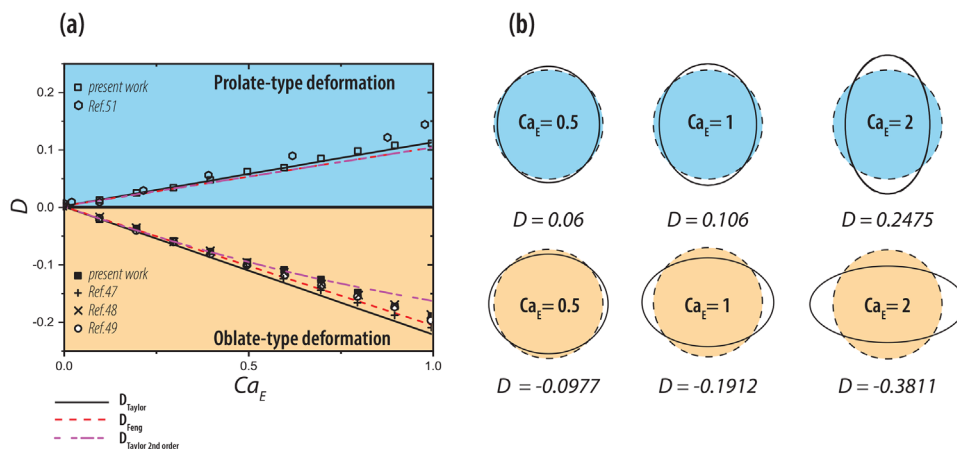 (a)
0.2
0.1
0.0
-0.1
-0.2
D
Prolate-type deformation
present work
Ref.51
present work
Ref.47
Ref.48
Ref.49
Oblate-type deformation
0.0
0.5
1.0
Ca_E
D_Taylor
D_Feng
D_Taylor 2nd order
(b)
Ca_E= 0.5
Ca_E= 1
Ca_E= 2
D = 0.06
D = 0.106
D = 0.2475
Ca_E= 0.5
Ca_E= 1
Ca_E= 2
D = -0.0977
D = -0.1912
D = -0.3811